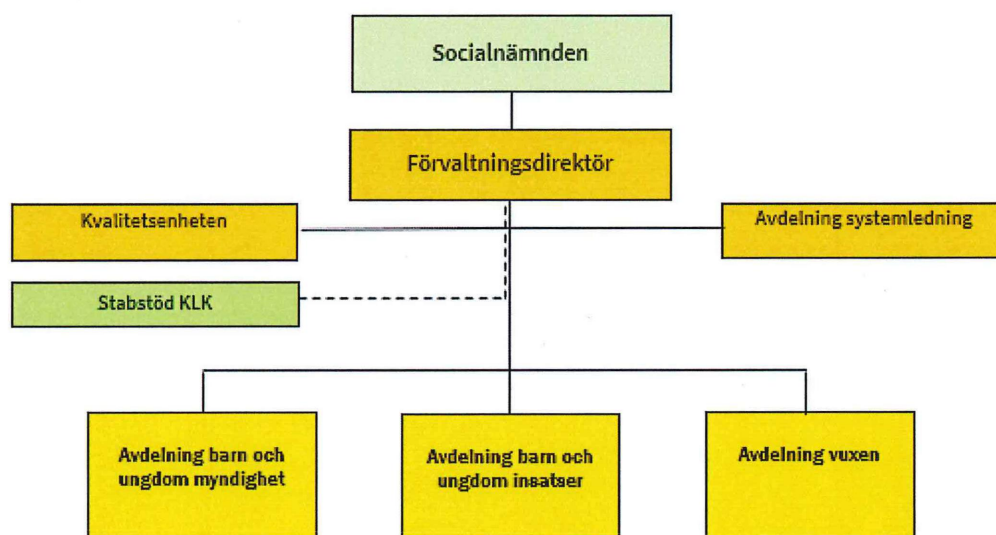 Socialnämnden
Förvaltningsdirektör
Kvalitetsenheten
Avdelning systemledning
Stabstöd KLK
Avdelning barn och
ungdom myndighet
Avdelning barn och
ungdom insatser
Avdelning vuxen